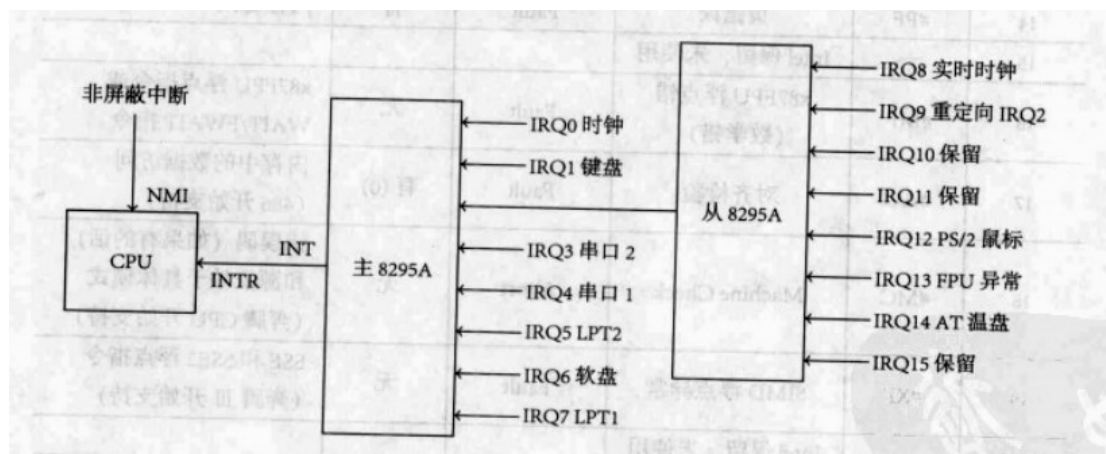 非屏蔽中断
NMI
CPU
INT
INTR
主 8295A
IRQ0 时钟
IRQ1 键盘
IRQ3 串口 2
IRQ4 串口 1
IRQ5 LPT2
IRQ6 软盘
IRQ7 LPT1
从 8295A
IRQ8 实时时钟
IRQ9 重定向 IRQ2
IRQ10 保留
IRQ11 保留
IRQ12 PS/2 鼠标
IRQ13 FPU 异常
IRQ14 AT 温盘
IRQ15 保留